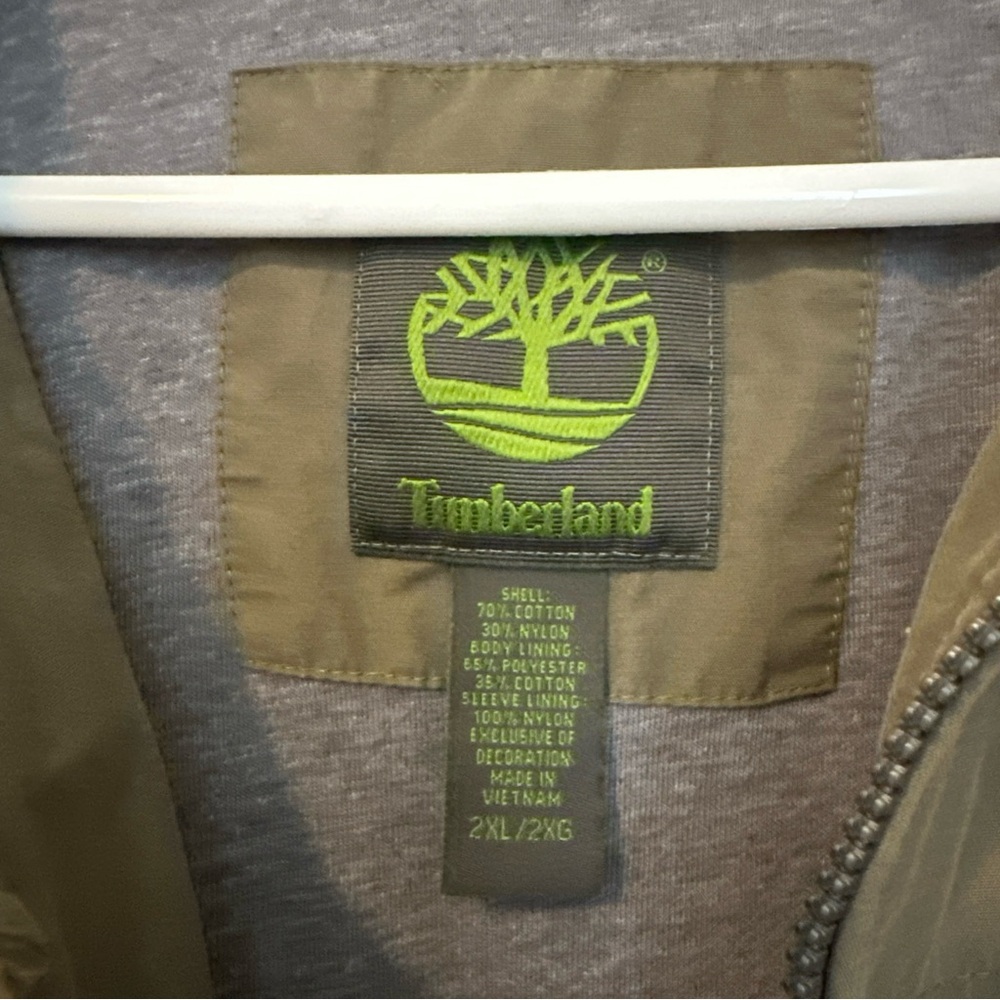 ®
Timberland
SHELL:
70% COTTON
30% NYLON
BODY LINING:
65% POLYESTER
35% COTTON
SLEEVE LINING:
100% NYLON
EXCLUSIVE OF
DECORATION
MADE IN
VIETNAM
2XL/2XG